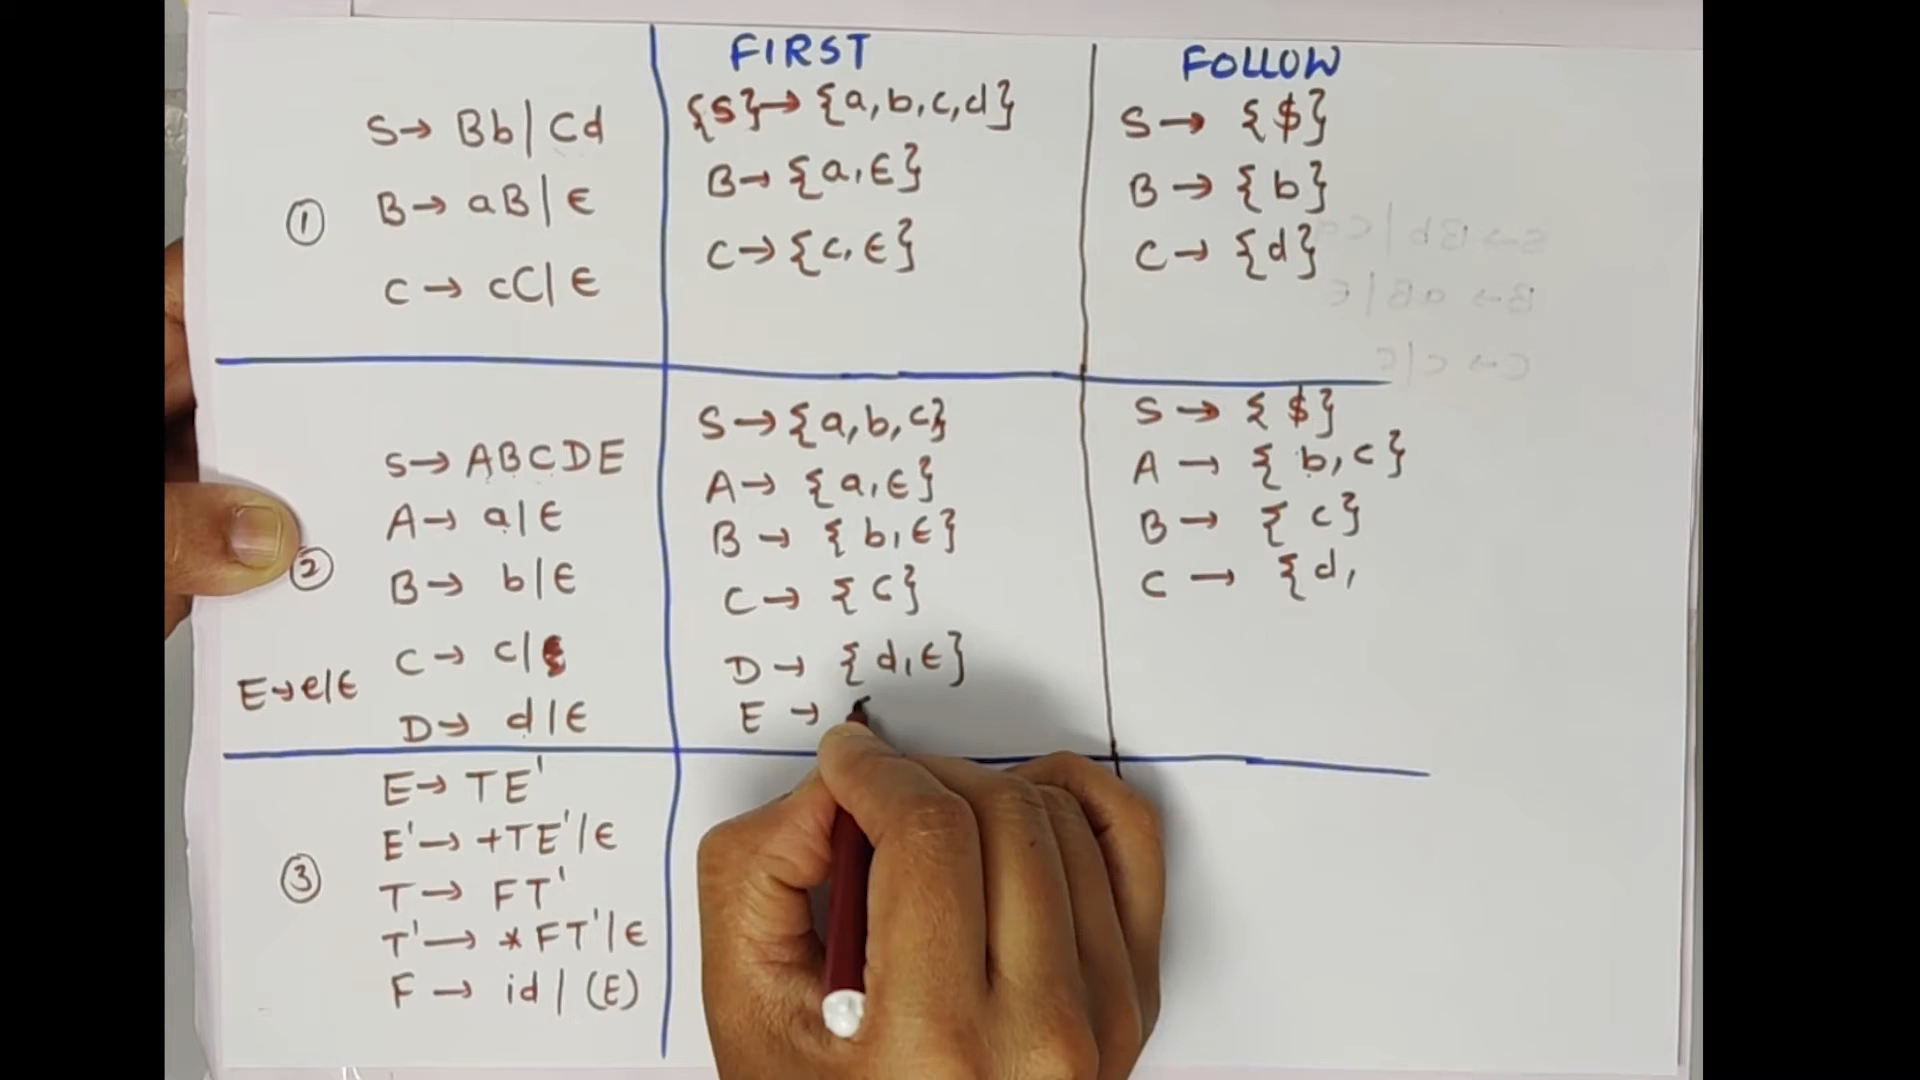 FIRST
FOLLOW
S→ Bb|Cd
B→ aB|ϵ
①
C → cC|ϵ
{S}→ {a,b,c,d}
B→ {a,ϵ}
C→ {c,ϵ}
S→ {$}
B → {b}
C → {d}
S→ ABCDE
A→ a|ϵ
②
B→ b|ϵ
C→ c|
E→e|ϵ
D→ d|ϵ
S→{a,b,c}
A→ {a,ϵ}
B → {b,ϵ}
C→ {c}
D→ {d,ϵ}
E →
S → {$}
A → {b,c}
B → {c}
C → {d,
E→ TE'
E'→ +TE'|ϵ
③
T→ FT'
T'→ *FT'|ϵ
F → id|(E)